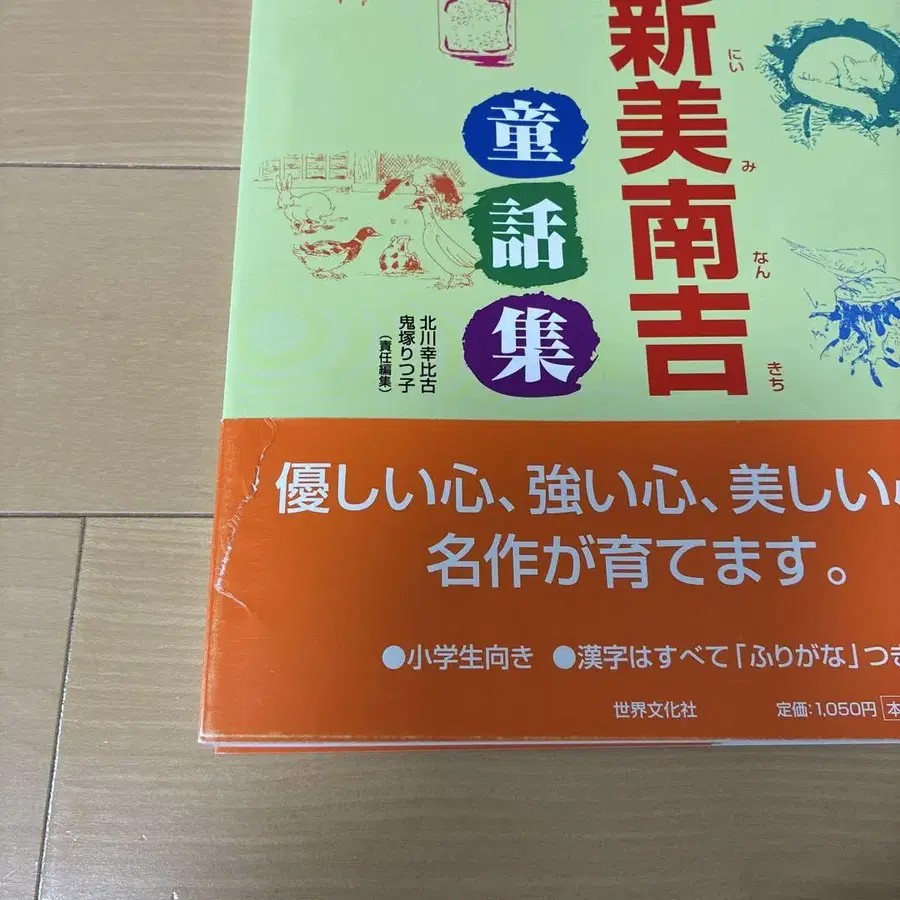 新美南吉
にい み なん きち
童話集
北川幸比古
鬼塚りつ子
(責任編集)
優しい心、強い心、美しい
名作が育てます。
●小学生向き ●漢字はすべて「ふりがな」つき
世界文化社 定価:1,050円 本